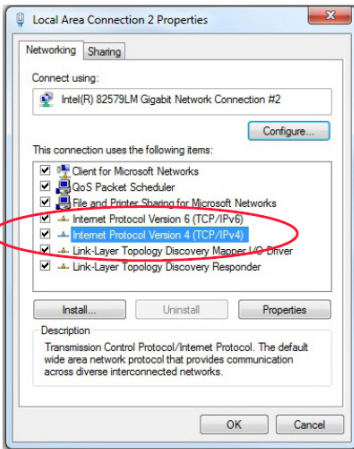 Local Area Connection 2 Properties
Networking Sharing
Connect using:
Intel(R) 82579LM Gigabit Network Connection #2
Configure...
This connection uses the following items:
Client for Microsoft Networks
QoS Packet Scheduler
File and Printer Sharing for Microsoft Networks
Internet Protocol Version 6 (TCP/IPv6)
Internet Protocol Version 4 (TCP/IPv4)
Link-Layer Topology Discovery Mapper I/O Driver
Link-Layer Topology Discovery Responder
Install... Uninstall Properties
Description
Transmission Control Protocol/Internet Protocol. The default
wide area network protocol that provides communication
across diverse interconnected networks.
OK Cancel